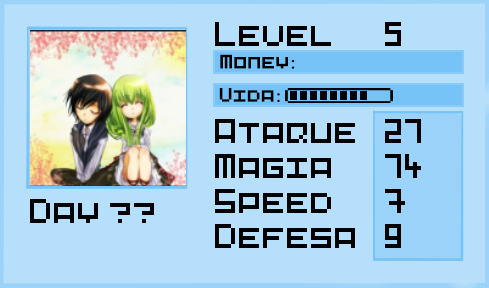 Level 5
Money:
Vida:
Ataque 27
Magia 74
Speed 7
Defesa 9
Day ??